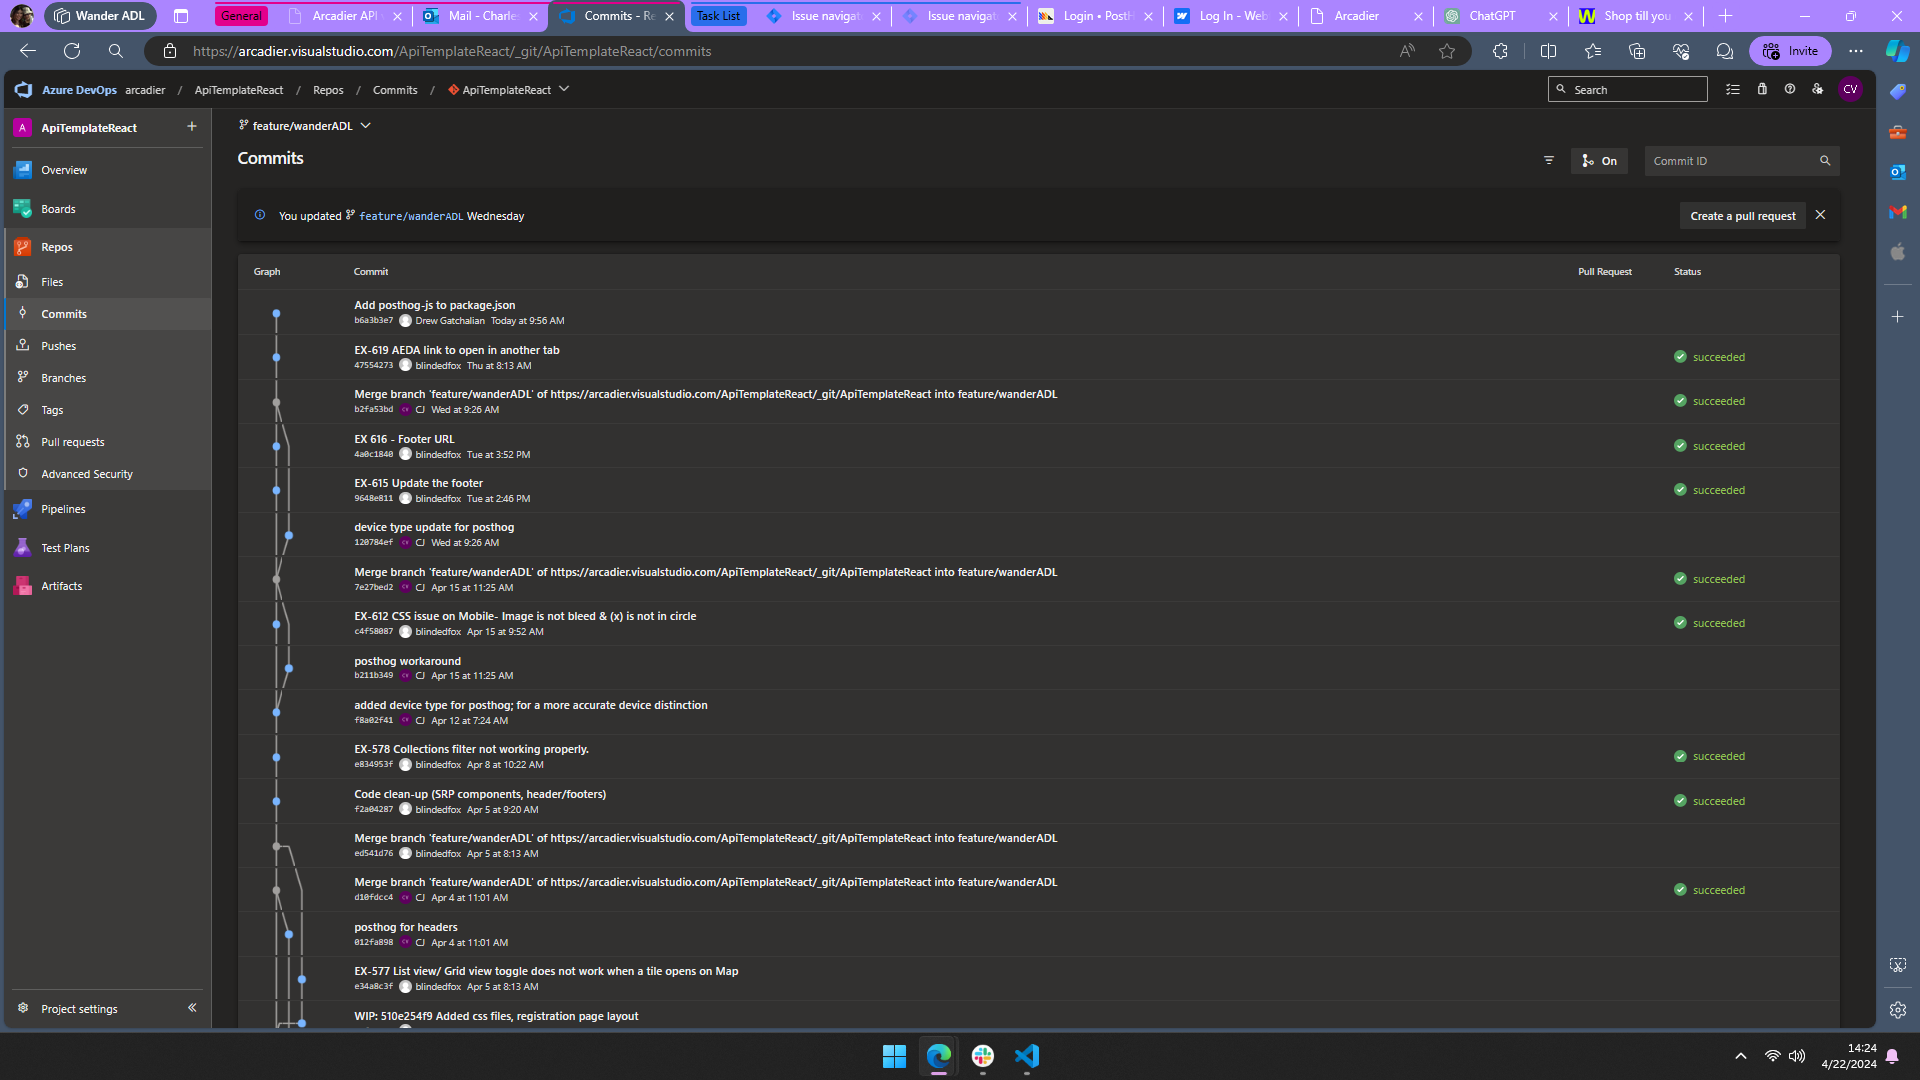 Wander ADL
General
Arcadier API
Mail - Charles
Commits - Re
Task List
Issue navigat
Issue navigat
Login • PostH
Log In - Web
Arcadier
ChatGPT
Shop till you
https://arcadier.visualstudio.com/ApiTemplateReact/_git/ApiTemplateReact/commits
Invite
Azure DevOps arcadier / ApiTemplateReact / Repos / Commits / ApiTemplateReact
Search
CV
A ApiTemplateReact
Overview
Boards
Repos
Files
Commits
Pushes
Branches
Tags
Pull requests
Advanced Security
Pipelines
Test Plans
Artifacts
Project settings
feature/wanderADL
Commits
On
Commit ID
You updated feature/wanderADL Wednesday
Create a pull request
Graph Commit Pull Request Status
Add posthog-js to package.json
b6a3b3e7 Drew Gatchalian Today at 9:56 AM
EX-619 AEDA link to open in another tab
47554273 blindedfox Thu at 8:13 AM
succeeded
Merge branch 'feature/wanderADL' of https://arcadier.visualstudio.com/ApiTemplateReact/_git/ApiTemplateReact into feature/wanderADL
b2fa53bd CV CJ Wed at 9:26 AM
succeeded
EX 616 - Footer URL
4a0c1840 blindedfox Tue at 3:52 PM
succeeded
EX-615 Update the footer
9648e811 blindedfox Tue at 2:46 PM
succeeded
device type update for posthog
120784ef CV CJ Wed at 9:26 AM
Merge branch 'feature/wanderADL' of https://arcadier.visualstudio.com/ApiTemplateReact/_git/ApiTemplateReact into feature/wanderADL
7e27bed2 CV CJ Apr 15 at 11:25 AM
succeeded
EX-612 CSS issue on Mobile- Image is not bleed & (x) is not in circle
c4f58087 blindedfox Apr 15 at 9:52 AM
succeeded
posthog workaround
b211b349 CV CJ Apr 15 at 11:25 AM
added device type for posthog; for a more accurate device distinction
f8a02f41 CV CJ Apr 12 at 7:24 AM
EX-578 Collections filter not working properly.
e834953f blindedfox Apr 8 at 10:22 AM
succeeded
Code clean-up (SRP components, header/footers)
f2a04287 blindedfox Apr 5 at 9:20 AM
succeeded
Merge branch 'feature/wanderADL' of https://arcadier.visualstudio.com/ApiTemplateReact/_git/ApiTemplateReact into feature/wanderADL
ed541d76 blindedfox Apr 5 at 8:13 AM
Merge branch 'feature/wanderADL' of https://arcadier.visualstudio.com/ApiTemplateReact/_git/ApiTemplateReact into feature/wanderADL
d10fdcc4 CV CJ Apr 4 at 11:01 AM
succeeded
posthog for headers
012fa898 CV CJ Apr 4 at 11:01 AM
EX-577 List view/ Grid view toggle does not work when a tile opens on Map
e34a8c3f blindedfox Apr 5 at 8:13 AM
WIP: 510e254f9 Added css files, registration page layout
14:24
4/22/2024